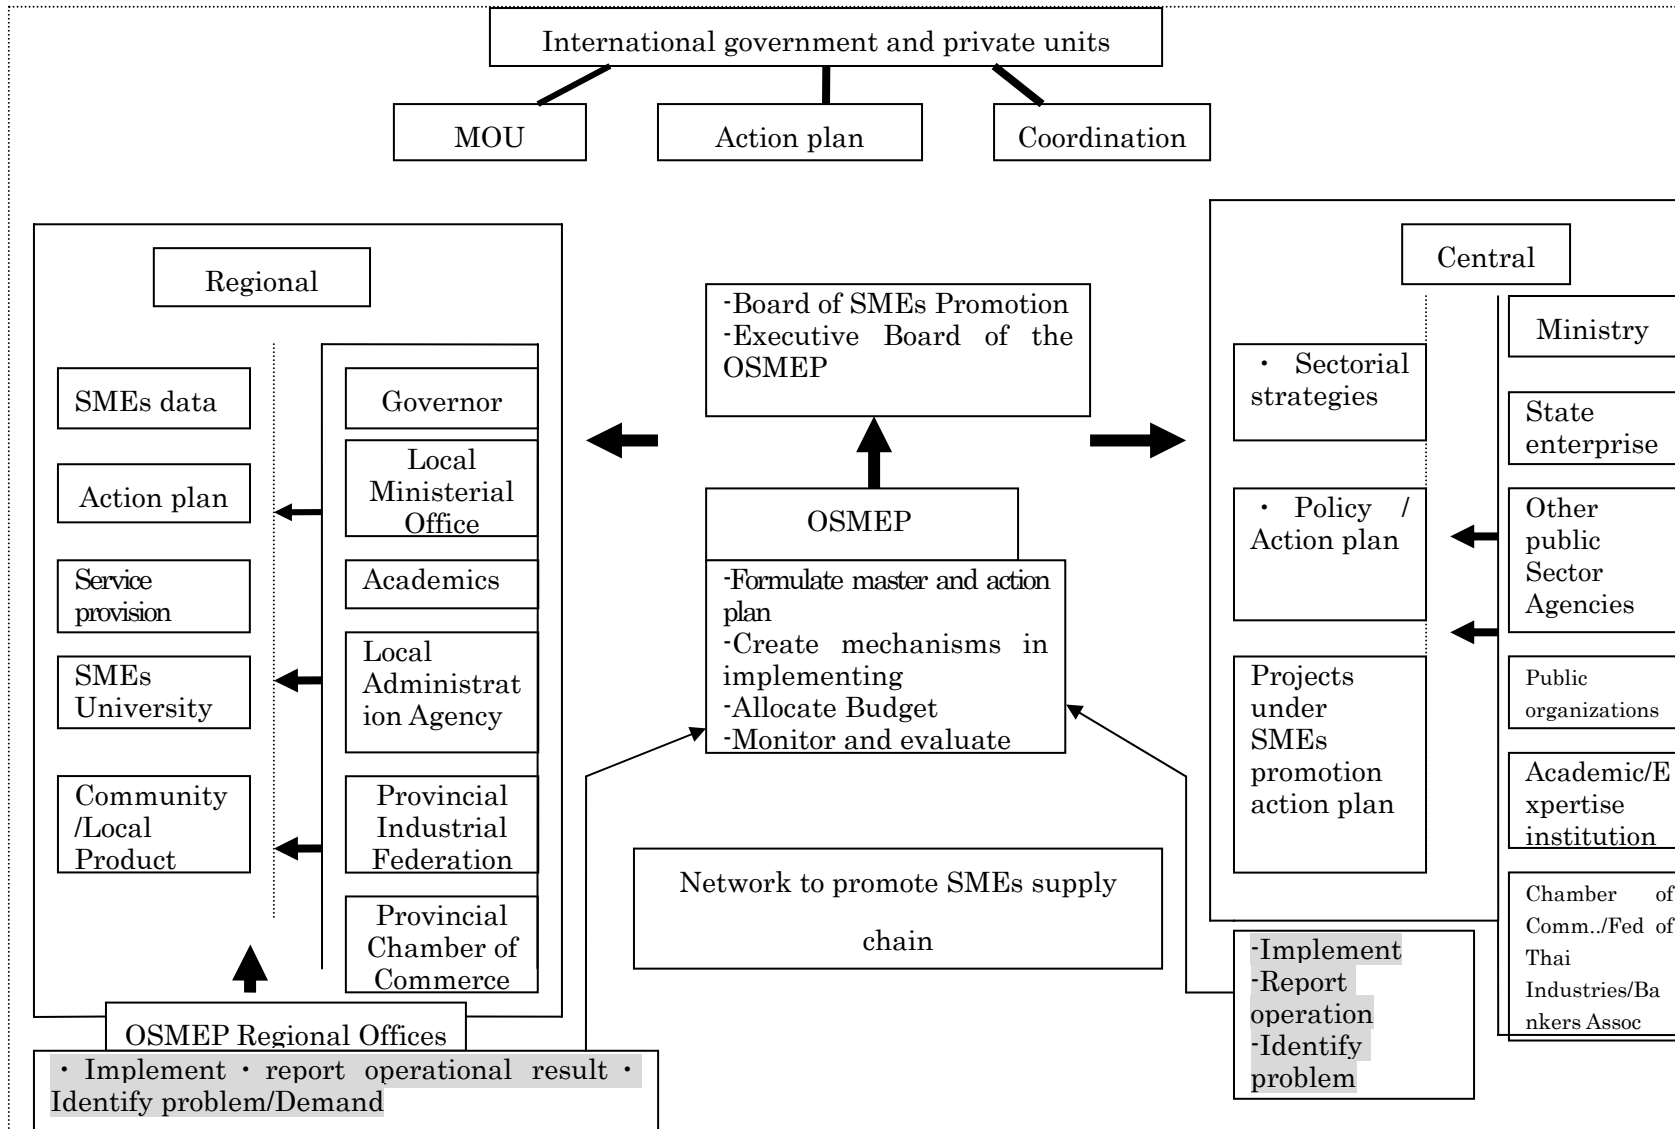 International government and private units
MOU
Action plan
Coordination
Regional
SMEs data
Action plan
Service
provision
SMEs
University
Community
/Local
Product
Governor
Local
Ministerial
Office
Academics
Local
Administrat
ion Agency
Provincial
Industrial
Federation
Provincial
Chamber of
Commerce
OSMEP Regional Offices
・ Implement ・ report operational result ・
Identify problem/Demand
-Board of SMEs Promotion
-Executive Board of the
OSMEP
OSMEP
-Formulate master and action
plan
-Create mechanisms in
implementing
-Allocate Budget
-Monitor and evaluate
Network to promote SMEs supply
chain
Central
・ Sectorial
strategies
・ Policy /
Action plan
Projects
under
SMEs
promotion
action plan
Ministry
State
enterprise
Other
public
Sector
Agencies
Public
organizations
Academic/E
xpertise
institution
Chamber of
Comm../Fed of
Thai
Industries/Ba
nkers Assoc
-Implement
-Report
operation
-Identify
problem